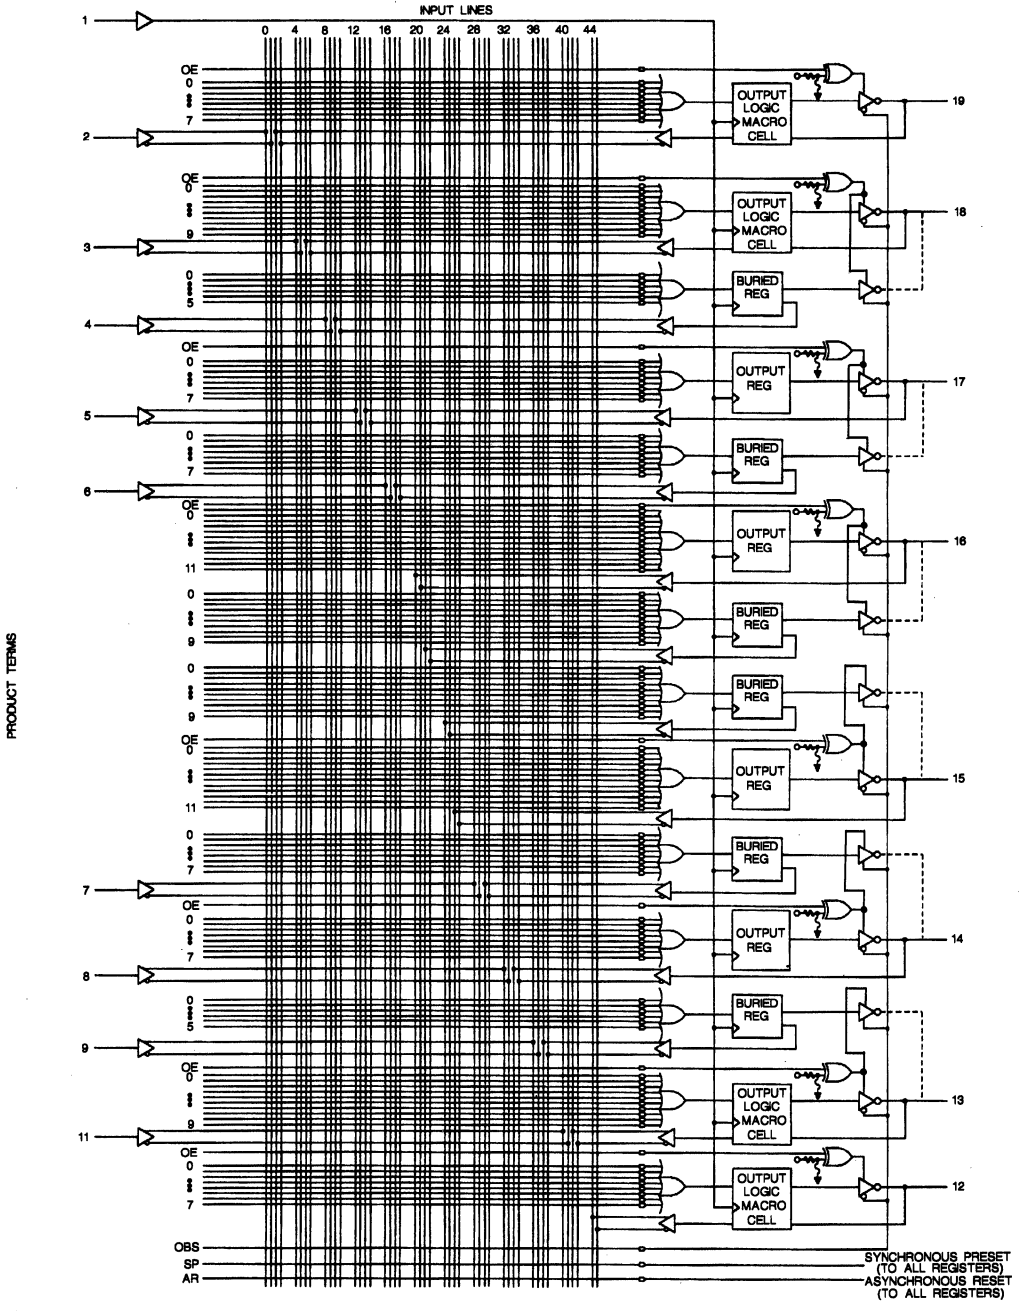 INPUT LINES
1
0 4 8 12 16 20 24 28 32 36 40 44
OE
0
7
OUTPUT
LOGIC
MACRO
CELL
19
2
OE
0
9
OUTPUT
LOGIC
MACRO
CELL
18
3
0
5
BURIED
REG
4
OE
0
7
OUTPUT
REG
17
5
0
7
BURIED
REG
6
OE
0
11
OUTPUT
REG
16
0
9
BURIED
REG
PRODUCT TERMS
0
9
BURIED
REG
OE
0
11
OUTPUT
REG
15
0
7
BURIED
REG
7
OE
0
7
OUTPUT
REG
14
8
0
5
BURIED
REG
9
OE
0
9
OUTPUT
LOGIC
MACRO
CELL
13
11
OE
0
7
OUTPUT
LOGIC
MACRO
CELL
12
OBS
SP
AR
SYNCHRONOUS PRESET
(TO ALL REGISTERS)
ASYNCHRONOUS RESET
(TO ALL REGISTERS)